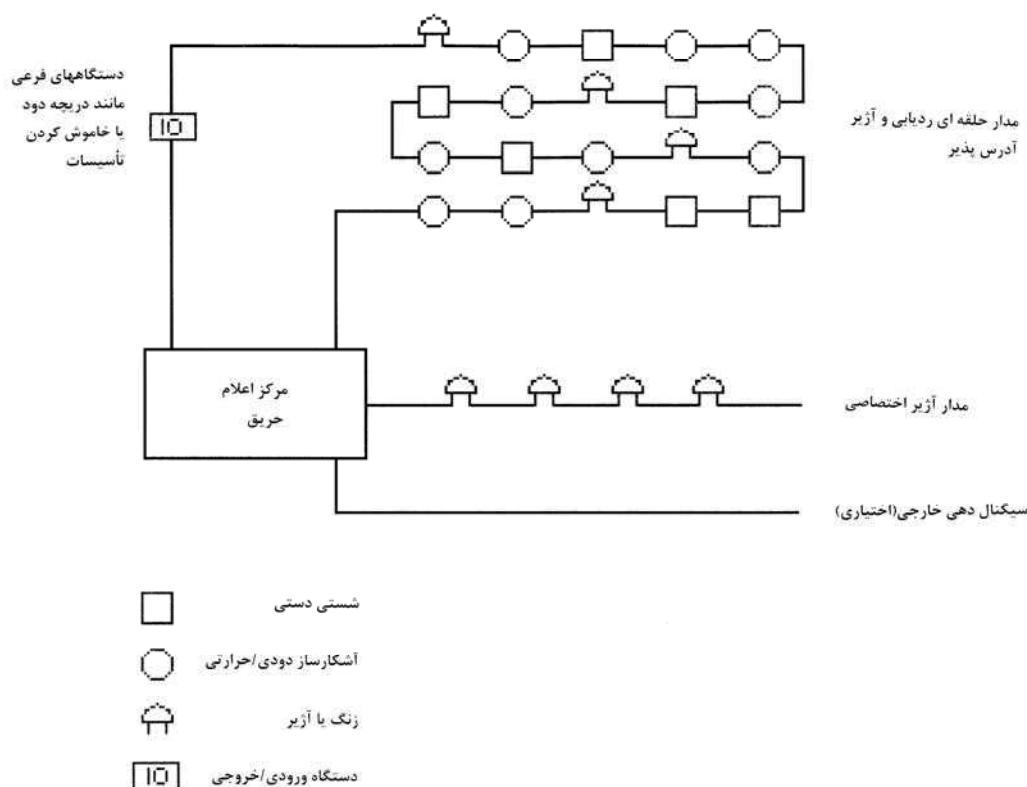 دستگاههای فرعی
مانند دریچه دود
یا خاموش کردن
تأسیسات
IO
مدار حلقه ای ردیابی و آژیر
آدرس پذیر
مرکز اعلام
حریق
مدار آژیر اختصاصی
سیگنال دهی خارجی(اختیاری)
شستی دستی
آشکارساز دودی/حرارتی
زنگ یا آژیر
IO
دستگاه ورودی/خروجی